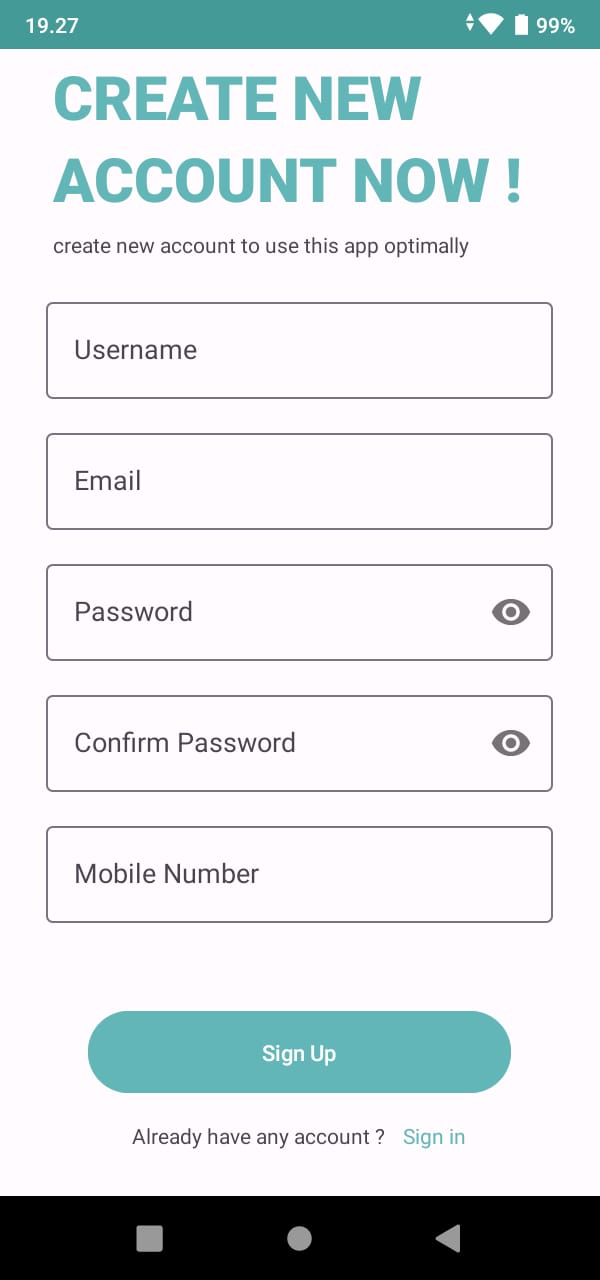 19.27 99%
CREATE NEW
ACCOUNT NOW !
create new account to use this app optimally
Username
Email
Password
Confirm Password
Mobile Number
Sign Up
Already have any account ? Sign in